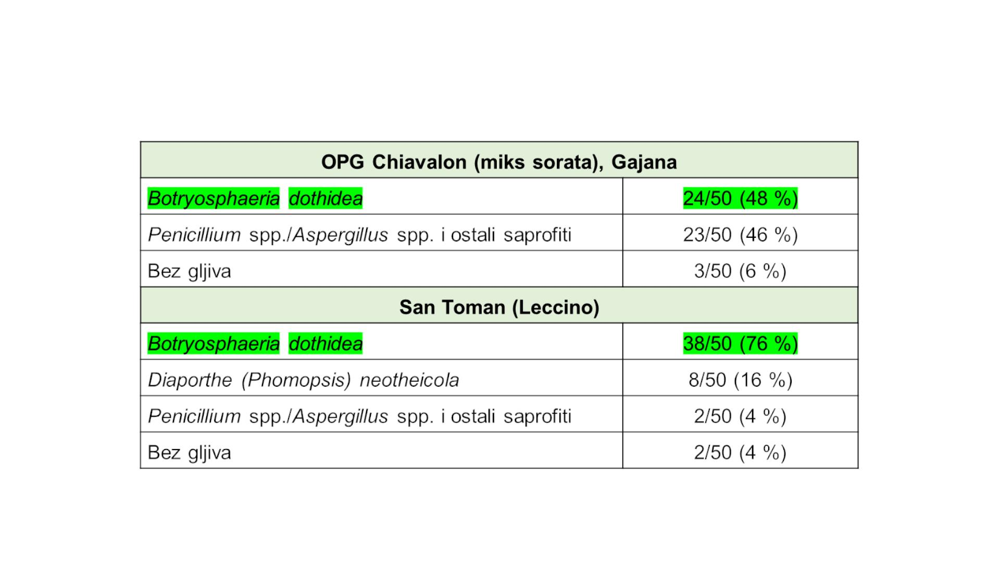 OPG Chiavalon (miks sorata), Gajana
Botryosphaeria dothidea 24/50 (48 %)
Penicillium spp./Aspergillus spp. i ostali saprofiti 23/50 (46 %)
Bez gljiva 3/50 (6 %)
San Toman (Leccino)
Botryosphaeria dothidea 38/50 (76 %)
Diaporthe (Phomopsis) neotheicola 8/50 (16 %)
Penicillium spp./Aspergillus spp. i ostali saprofiti 2/50 (4 %)
Bez gljiva 2/50 (4 %)